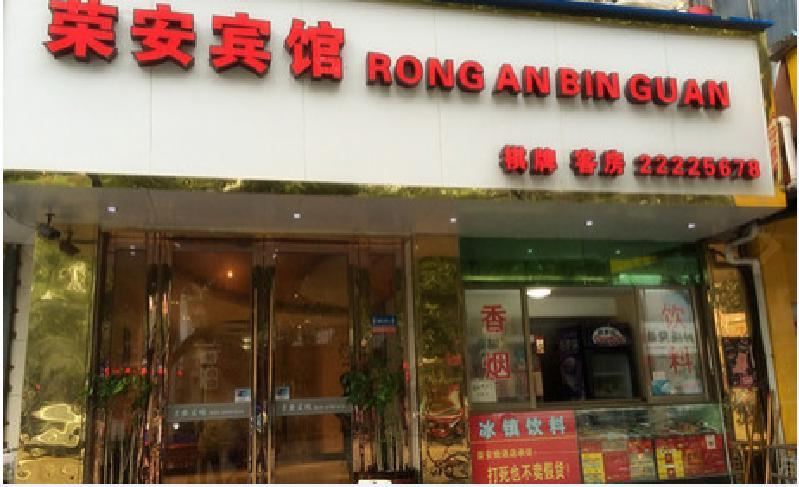 荣安宾馆 RONG AN BIN GUAN
棋牌 客房 22225678
香烟
饮料
冰镇饮料
打死也不卖假货!